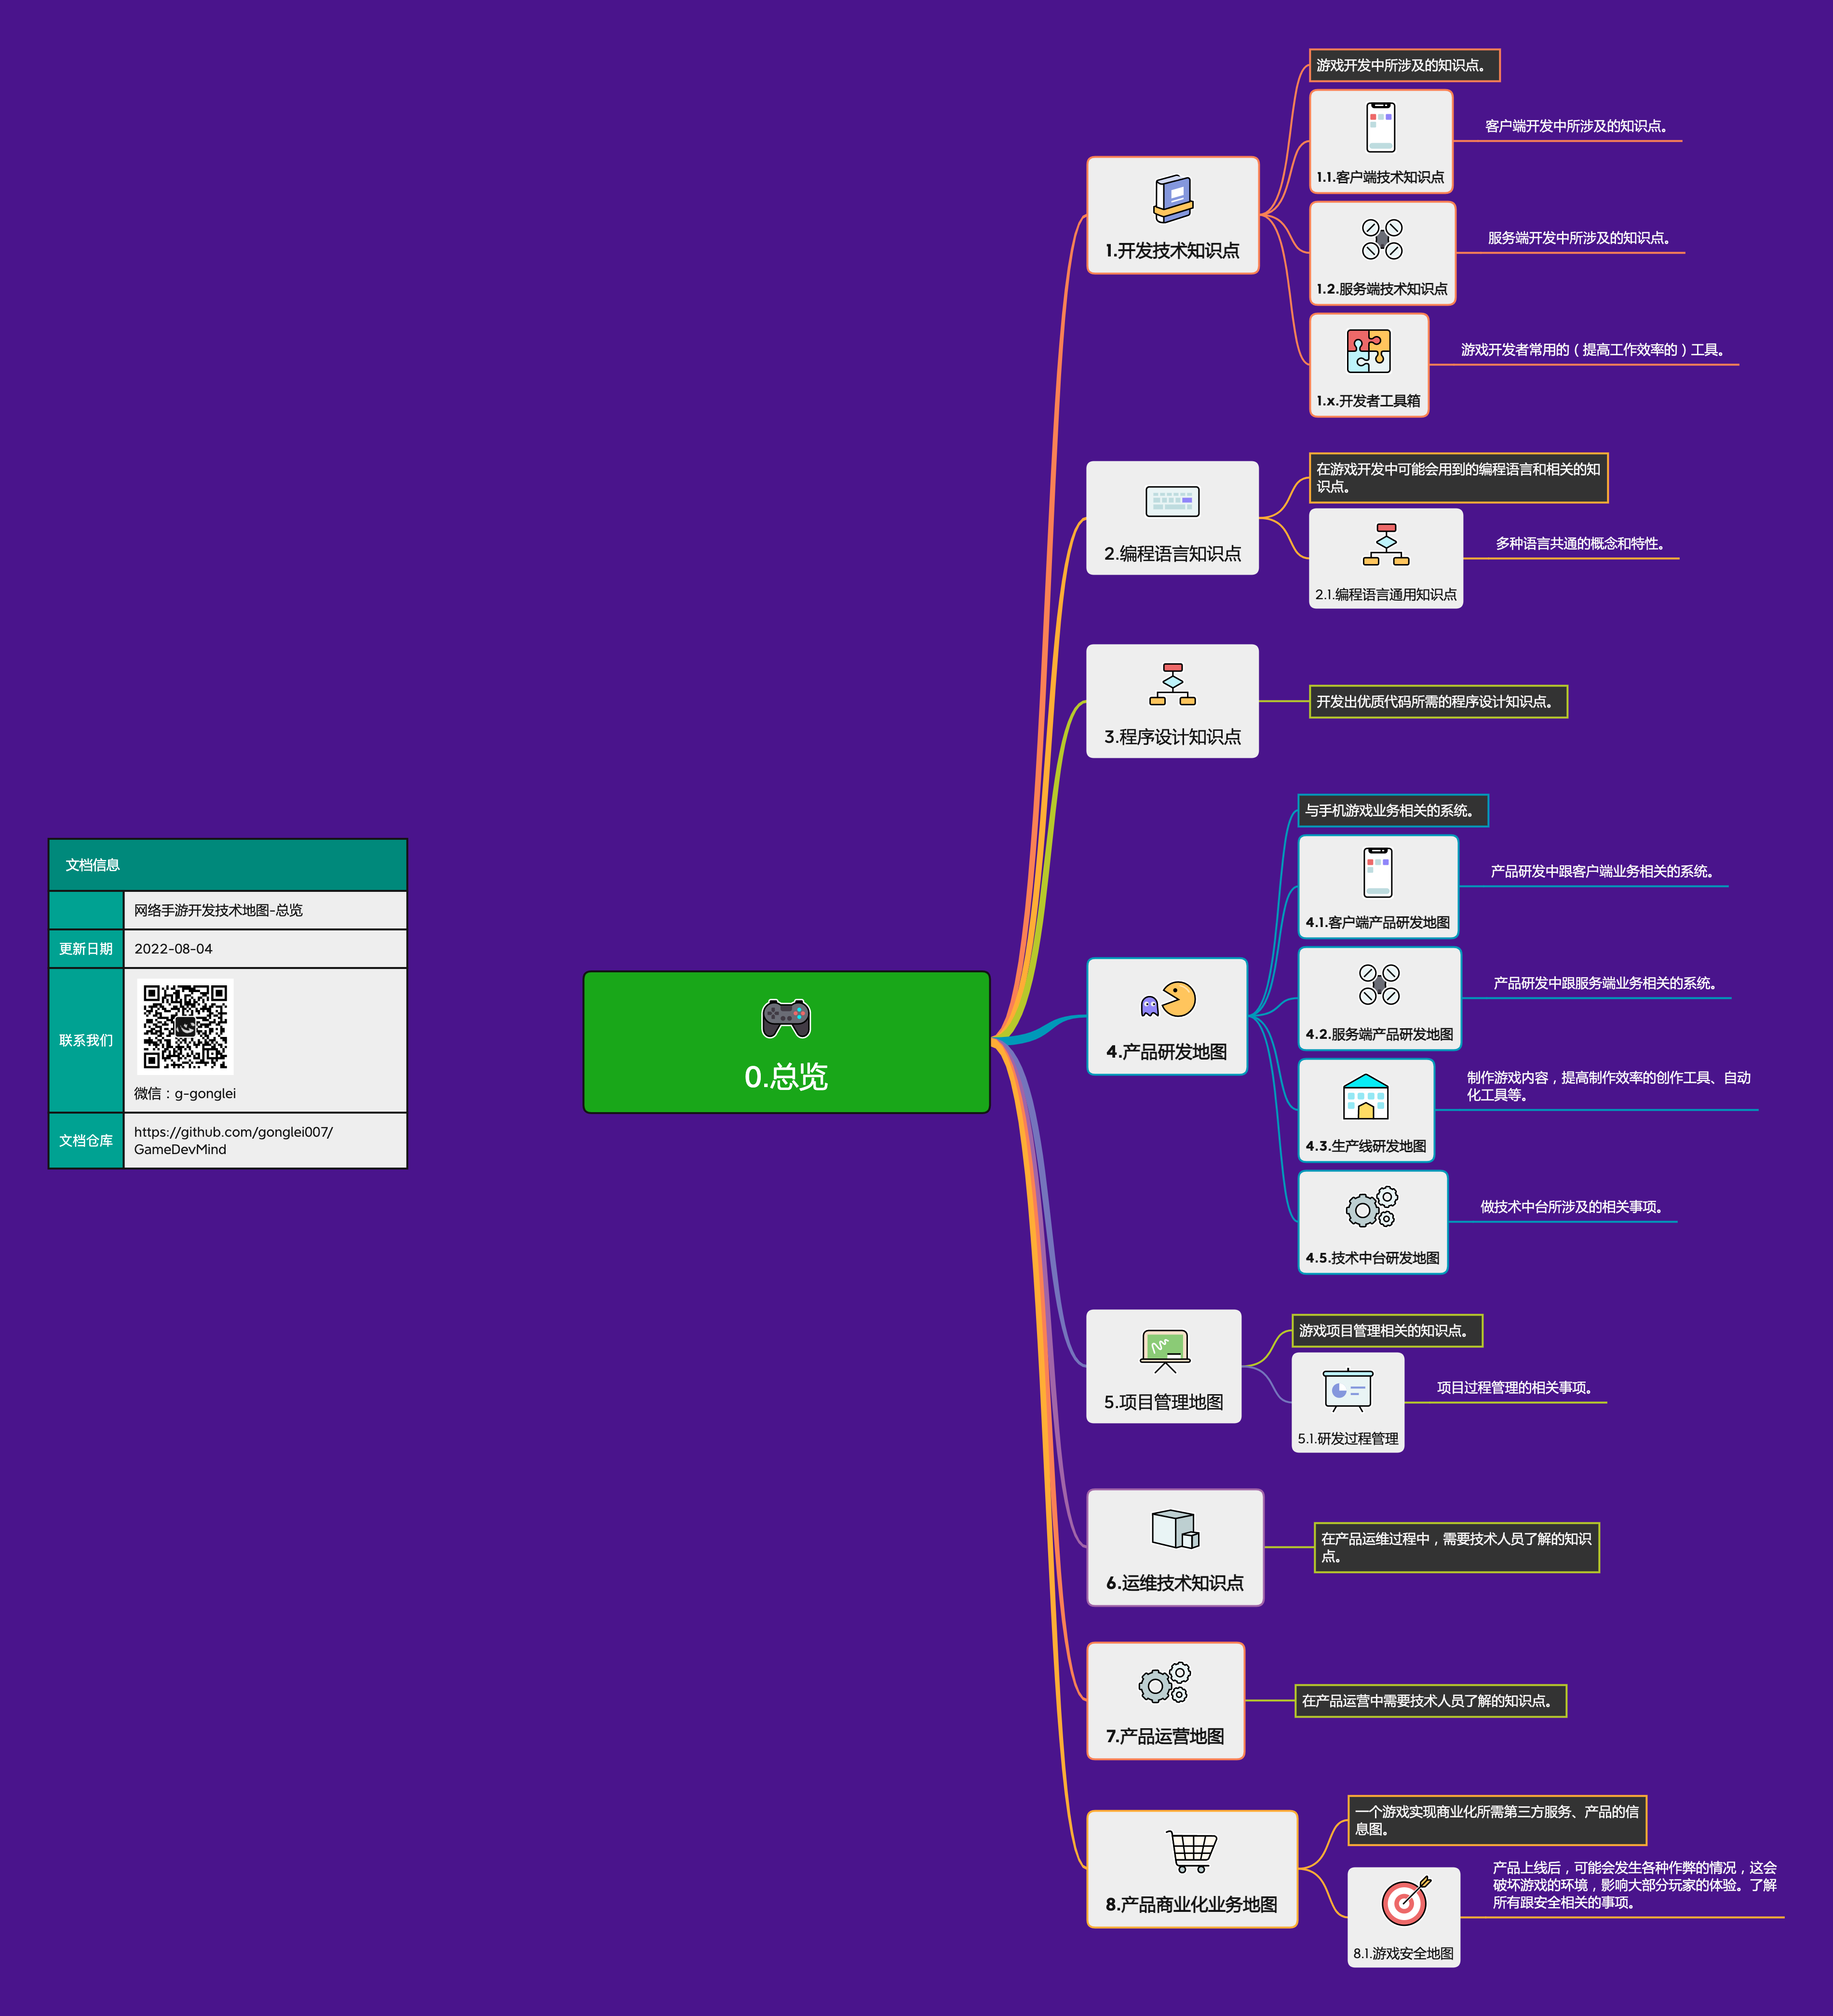 文档信息
网络手游开发技术地图-总览
更新日期
2022-08-04
联系我们
微信：g-gonglei
文档仓库
https://github.com/gonglei007/
GameDevMind
0.总览
1.开发技术知识点
游戏开发中所涉及的知识点。
1.1.客户端技术知识点
客户端开发中所涉及的知识点。
1.2.服务端技术知识点
服务端开发中所涉及的知识点。
1.x.开发者工具箱
游戏开发者常用的（提高工作效率的）工具。
2.编程语言知识点
在游戏开发中可能会用到的编程语言和相关的知
识点。
2.1.编程语言通用知识点
多种语言共通的概念和特性。
3.程序设计知识点
开发出优质代码所需的程序设计知识点。
4.产品研发地图
与手机游戏业务相关的系统。
4.1.客户端产品研发地图
产品研发中跟客户端业务相关的系统。
4.2.服务端产品研发地图
产品研发中跟服务端业务相关的系统。
4.3.生产线研发地图
制作游戏内容，提高制作效率的创作工具、自动
化工具等。
4.5.技术中台研发地图
做技术中台所涉及的相关事项。
5.项目管理地图
游戏项目管理相关的知识点。
5.1.研发过程管理
项目过程管理的相关事项。
6.运维技术知识点
在产品运维过程中，需要技术人员了解的知识
点。
7.产品运营地图
在产品运营中需要技术人员了解的知识点。
8.产品商业化业务地图
一个游戏实现商业化所需第三方服务、产品的信
息图。
8.1.游戏安全地图
产品上线后，可能会发生各种作弊的情况，这会
破坏游戏的环境，影响大部分玩家的体验。了解
所有跟安全相关的事项。